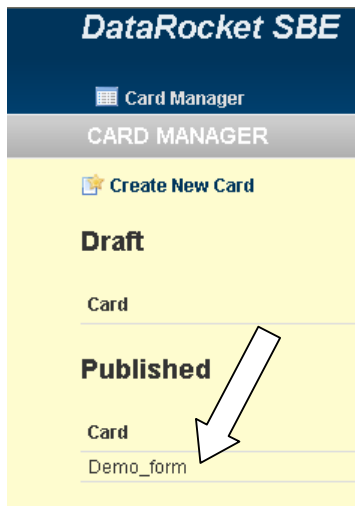 DataRocket SBE
Card Manager
CARD MANAGER
Create New Card
Draft
Card
Published
Card
Demo_form